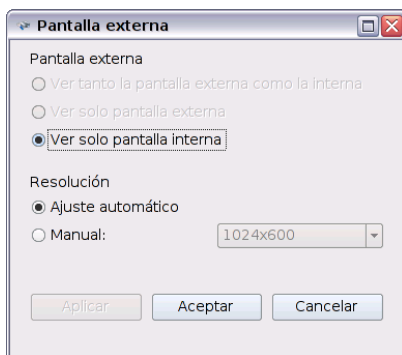 Pantalla externa
Pantalla externa
Ver tanto la pantalla externa como la interna
Ver solo pantalla externa
Ver solo pantalla interna
Resolución
Ajuste automático
Manual: 1024x600
Aplicar Aceptar Cancelar